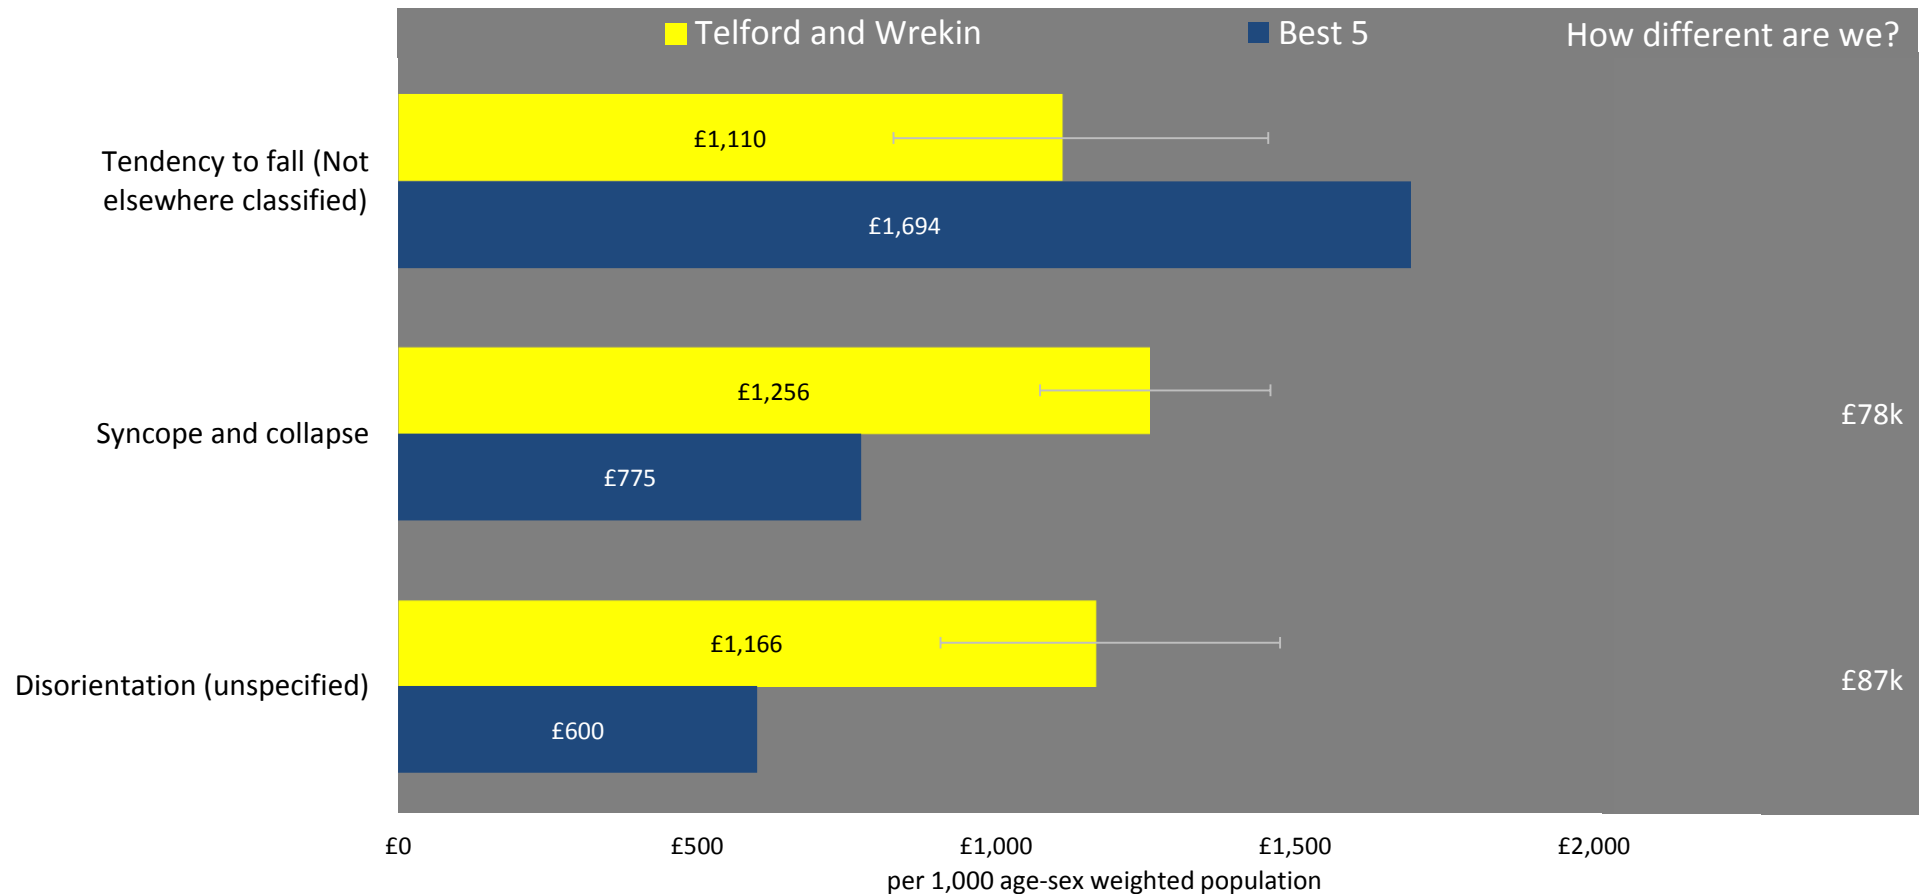 Telford and Wrekin
Best 5
How different are we?
Tendency to fall (Not
elsewhere classified)
£1,110
£1,694
Syncope and collapse
£1,256
£775
£78k
Disorientation (unspecified)
£1,166
£600
£87k
£0
£500
£1,000
£1,500
£2,000
per 1,000 age-sex weighted population